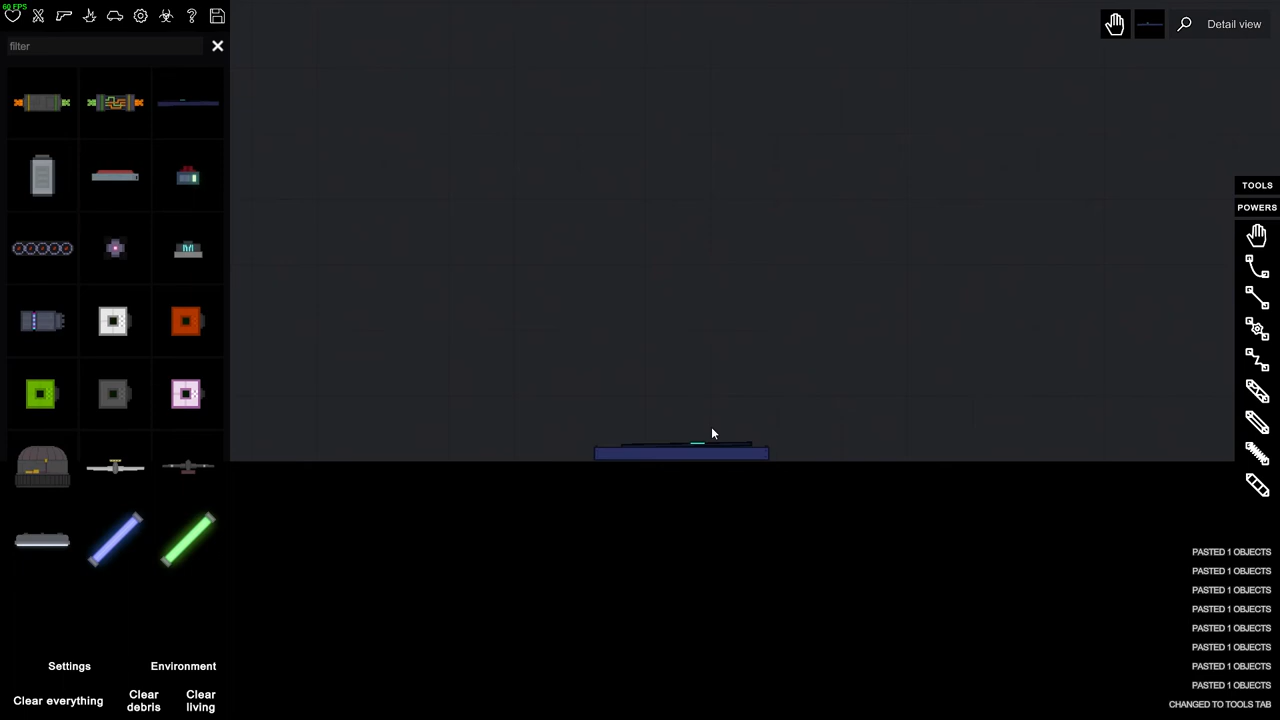 60 FPS
filter
Detail view
TOOLS
POWERS
PASTED 1 OBJECTS
PASTED 1 OBJECTS
PASTED 1 OBJECTS
PASTED 1 OBJECTS
PASTED 1 OBJECTS
PASTED 1 OBJECTS
PASTED 1 OBJECTS
PASTED 1 OBJECTS
CHANGED TO TOOLS TAB
Settings
Environment
Clear everything
Clear
debris
Clear
living